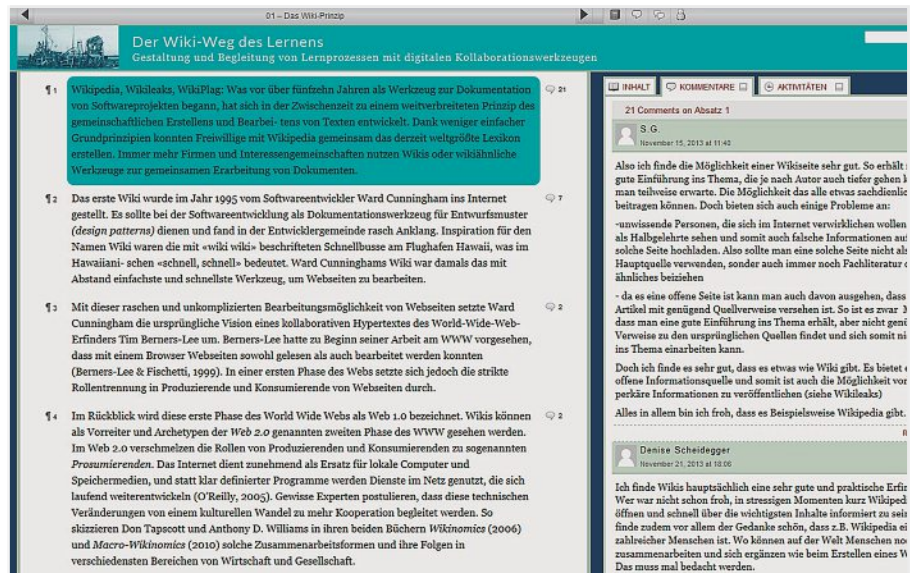 01 – Das Wiki-Prinzip
Der Wiki-Weg des Lernens
Gestaltung und Begleitung von Lernprozessen mit digitalen Kollaborationswerkzeugen
¶ 1 Wikipedia, Wikileaks, WikiPlag: Was vor über fünfzehn Jahren als Werkzeug zur Dokumentation 21
von Softwareprojekten begann, hat sich in der Zwischenzeit zu einem weitverbreiteten Prinzip des
gemeinschaftlichen Erstellens und Bearbei- tens von Texten entwickelt. Dank weniger einfacher
Grundprinzipien konnten Freiwillige mit Wikipedia gemeinsam das derzeit weltgrößte Lexikon
erstellen. Immer mehr Firmen und Interessengemeinschaften nutzen Wikis oder wikiähnliche
Werkzeuge zur gemeinsamen Erarbeitung von Dokumenten.
¶ 2 Das erste Wiki wurde im Jahr 1995 vom Softwareentwickler Ward Cunningham ins Internet 7
gestellt. Es sollte bei der Softwareentwicklung als Dokumentationswerkzeug für Entwurfsmuster
(design patterns) dienen und fand in der Entwicklergemeinde rasch Anklang. Inspiration für den
Namen Wiki waren die mit «wiki wiki» beschrifteten Schnellbusse am Flughafen Hawaii, was im
Hawaiiani- schen «schnell, schnell» bedeutet. Ward Cunninghams Wiki war damals das mit
Abstand einfachste und schnellste Werkzeug, um Webseiten zu bearbeiten.
¶ 3 Mit dieser raschen und unkomplizierten Bearbeitungsmöglichkeit von Webseiten setzte Ward 2
Cunningham die ursprüngliche Vision eines kollaborativen Hypertextes des World-Wide-Web-
Erfinders Tim Berners-Lee um. Berners-Lee hatte zu Beginn seiner Arbeit am WWW vorgesehen,
dass mit einem Browser Webseiten sowohl gelesen als auch bearbeitet werden konnten
(Berners-Lee & Fischetti, 1999). In einer ersten Phase des Webs setzte sich jedoch die strikte
Rollentrennung in Produzierende und Konsumierende von Webseiten durch.
¶ 4 Im Rückblick wird diese erste Phase des World Wide Webs als Web 1.0 bezeichnet. Wikis können 2
als Vorreiter und Archetypen der Web 2.0 genannten zweiten Phase des WWW gesehen werden.
Im Web 2.0 verschmelzen die Rollen von Produzierenden und Konsumierenden zu sogenannten
Prosumierenden. Das Internet dient zunehmend als Ersatz für lokale Computer und
Speichermedien, und statt klar definierter Programme werden Dienste im Netz genutzt, die sich
laufend weiterentwickeln (O'Reilly, 2005). Gewisse Experten postulieren, dass diese technischen
Veränderungen von einem kulturellen Wandel zu mehr Kooperation begleitet werden. So
skizzieren Don Tapscott und Anthony D. Williams in ihren beiden Büchern Wikinomics (2006)
und Macro-Wikinomics (2010) solche Zusammenarbeitsformen und ihre Folgen in
verschiedensten Bereichen von Wirtschaft und Gesellschaft.
INHALT KOMMENTARE AKTIVITÄTEN
21 Comments on Absatz 1
S.G.
November 15, 2013 at 11:48
Also ich finde die Möglichkeit einer Wikiseite sehr gut. So erhält
gute Einführung ins Thema, die je nach Autor auch tiefer gehen
man teilweise erwarte. Die Möglichkeit das alle etwas sachdienlic
beitragen können. Doch bieten sich auch einige Probleme an:
-unwissende Personen, die sich im Internet verwirklichen wollen
als Halbgelehrte sehen und somit auch falsche Informationen auf
solche Seite hochladen. Also sollte man eine solche Seite nicht als
Hauptquelle verwenden, sonder auch immer noch Fachliteratur
ähnliches beiziehen
- da es eine offene Seite ist kann man auch davon ausgehen, dass
Artikel mit genügend Quellverweise versehen ist. So ist es zwar
dass man eine gute Einführung ins Thema erhält, aber nicht genü
Verweise zu den ursprünglichen Quellen findet und sich somit ni
ins Thema einarbeiten kann.
Doch ich finde es sehr gut, dass es etwas wie Wiki gibt. Es bietet
offene Informationsquelle und somit ist auch die Möglichkeit vor
perkäre Informationen zu veröffentlichen (siehe Wikileaks)
Alles in allem bin ich froh, dass es Beispielsweise Wikipedia gibt.
Denise Scheidegger
November 21, 2013 at 18:06
Ich finde Wikis hauptsächlich eine sehr gute und praktische Erfin
Wer war nicht schon froh, in stressigen Momenten kurz Wikiped
öffnen und schnell über die wichtigsten Inhalte informiert zu sein
finde zudem vor allem der Gedanke schön, dass z.B. Wikipedia ei
zahlreicher Menschen ist. Wo können auf der Welt Menschen noc
zusammenarbeiten und sich ergänzen wie beim Erstellen eines W
Das muss mal bedacht werden.